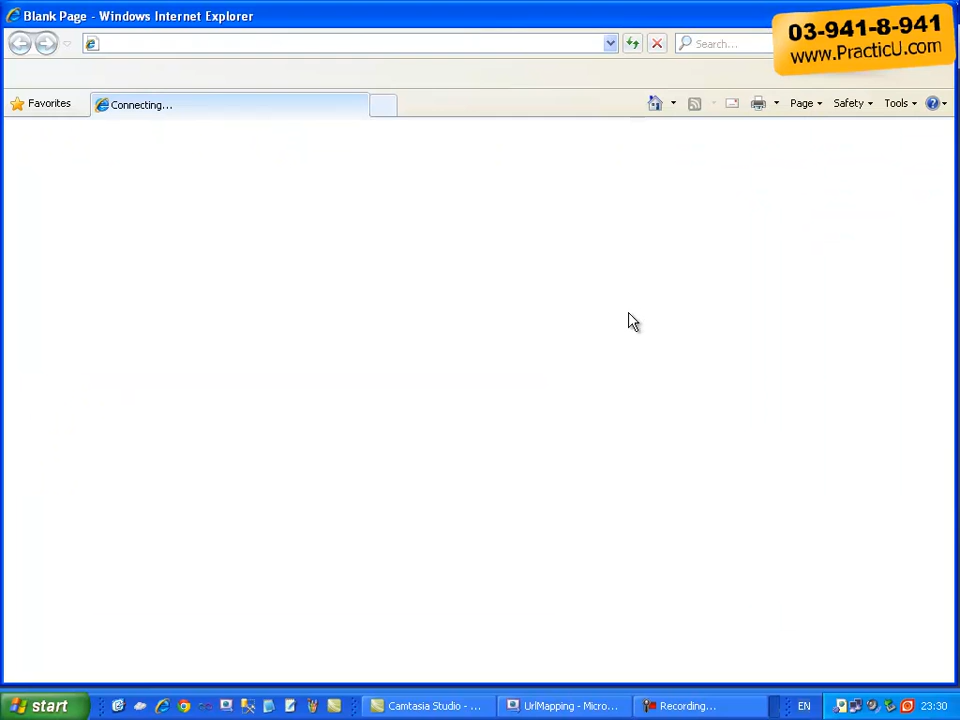 Blank Page - Windows Internet Explorer
03-941-8-941
www.PracticU.com
Search...
Favorites
Connecting...
Page
Safety
Tools
start
Camtasia Studio - ...
UrlMapping - Micro...
Recording...
EN
23:30